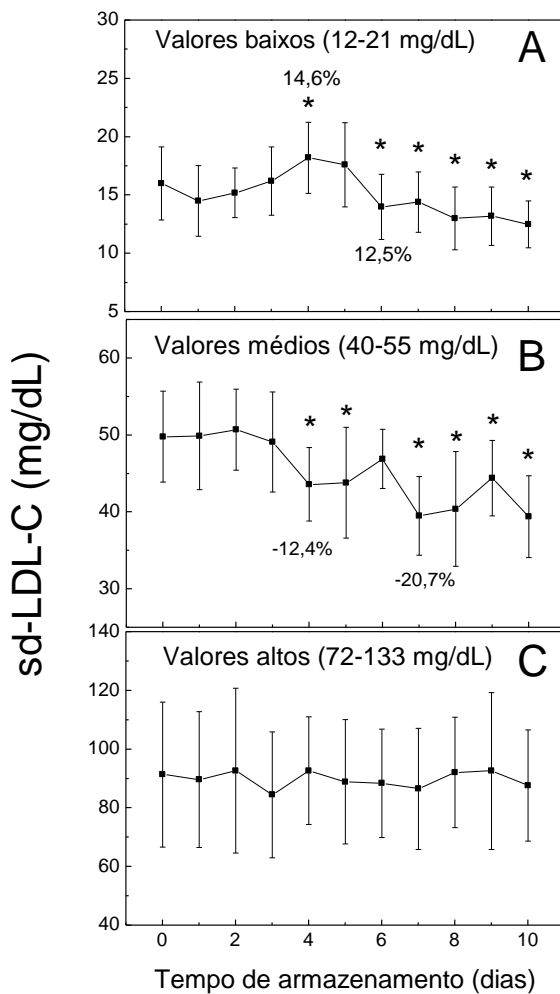 sd-LDL-C (mg/dL)
30
25
20
15
10
5
Valores baixos (12-21 mg/dL)
A
14,6%
*
* * * * *
12,5%
60
50
40
30
Valores médios (40-55 mg/dL)
B
* *
* * * *
-12,4%
-20,7%
140
120
100
80
60
40
Valores altos (72-133 mg/dL)
C
0 2 4 6 8 10
Tempo de armazenamento (dias)